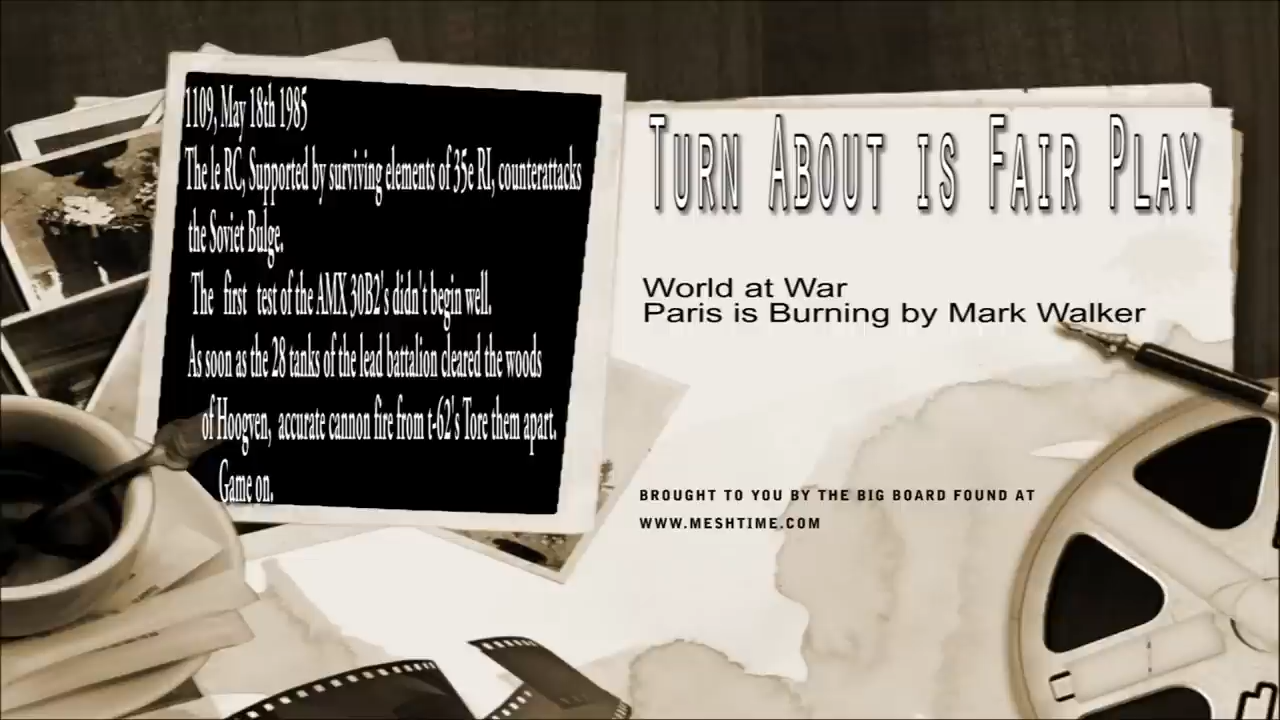 1109, May 18th 1985
The le RC, Supported by surviving elements of 35e RI, counterattacks
the Soviet Bulge.
The first test of the AMX 30B2's didn't begin well.
As soon as the 28 tanks of the lead battalion cleared the woods
of Hoogven, accurate cannon fire from t-62's Tore them apart.
Game on.
Turn About is Fair Play
World at War
Paris is Burning by Mark Walker
BROUGHT TO YOU BY THE BIG BOARD FOUND AT
WWW.MESHTIME.COM